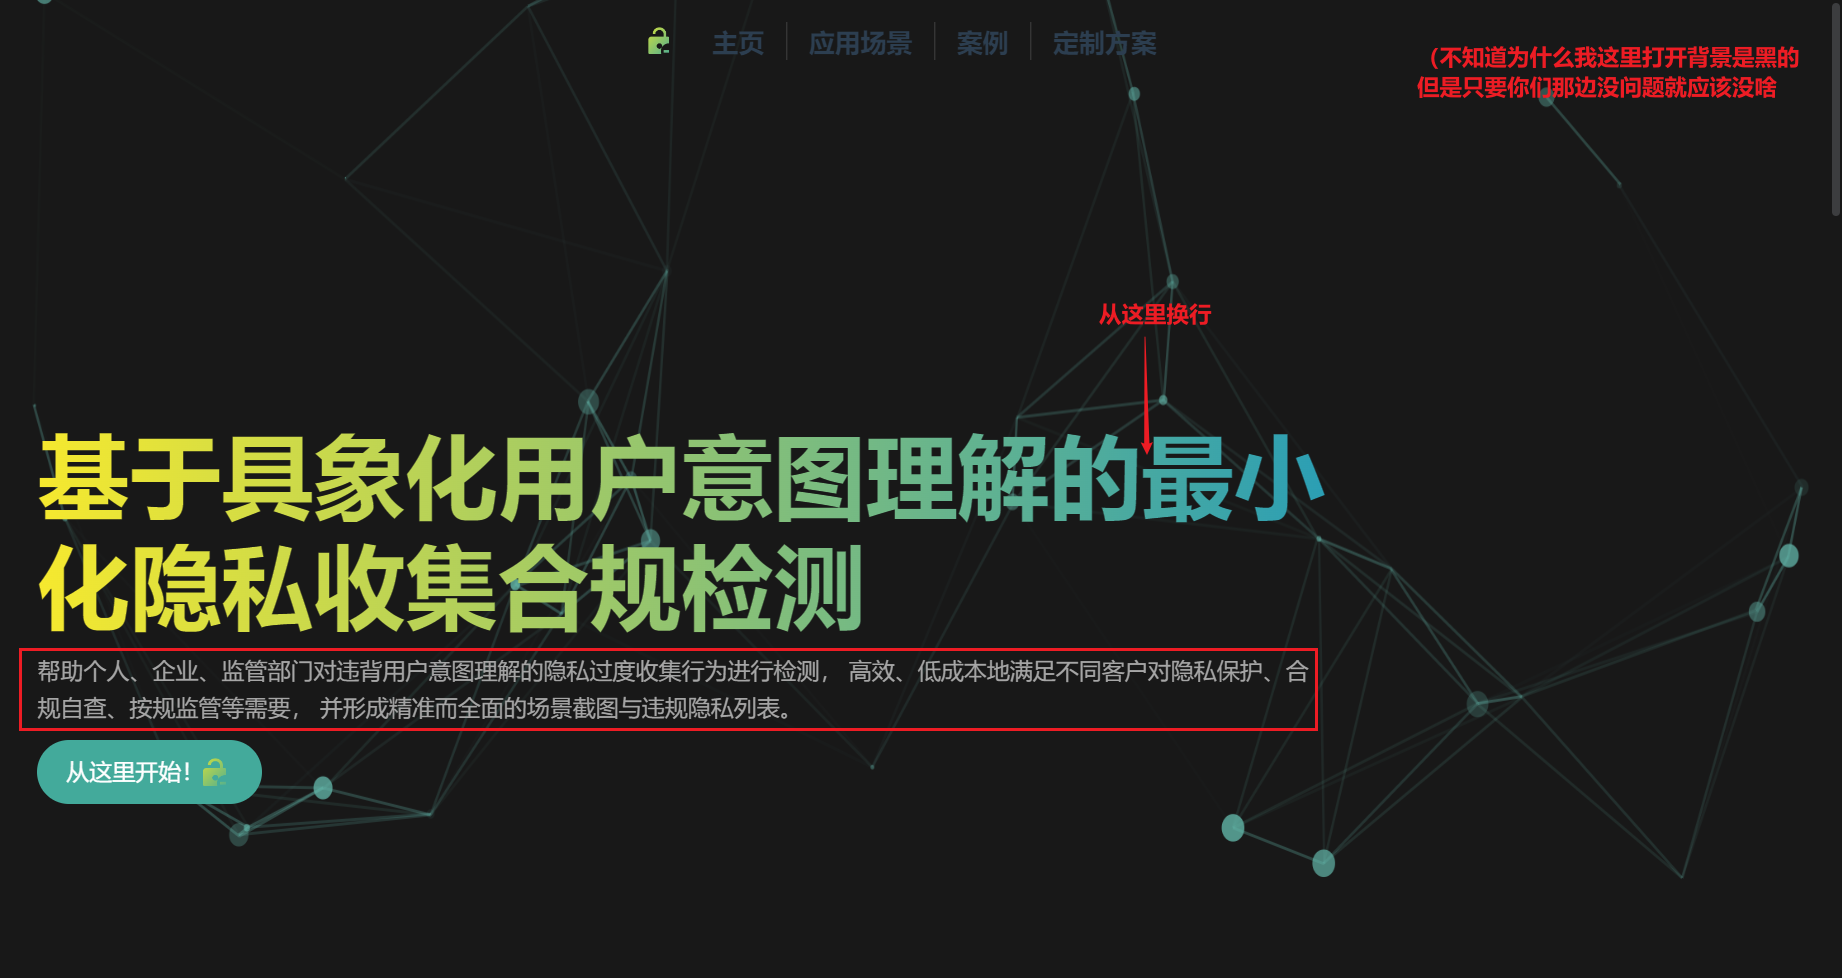 主页 应用场景 案例 定制方案
（不知道为什么我这里打开背景是黑的
但是只要你们那边没问题就应该没啥
从这里换行
基于具象化用户意图理解的最小
化隐私收集合规检测
帮助个人、企业、监管部门对违背用户意图理解的隐私过度收集行为进行检测， 高效、低成本地满足不同客户对隐私保护、合
规自查、按规监管等需要， 并形成精准而全面的场景截图与违规隐私列表。
从这里开始！